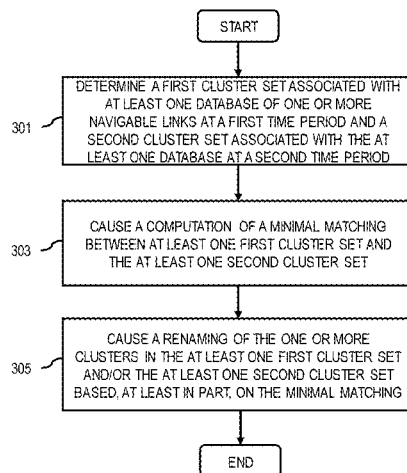 START
301
DETERMINE A FIRST CLUSTER SET ASSOCIATED WITH
AT LEAST ONE DATABASE OF ONE OR MORE
NAVIGABLE LINKS AT A FIRST TIME PERIOD AND A
SECOND CLUSTER SET ASSOCIATED WITH THE AT
LEAST ONE DATABASE AT A SECOND TIME PERIOD
303
CAUSE A COMPUTATION OF A MINIMAL MATCHING
BETWEEN AT LEAST ONE FIRST CLUSTER SET AND
THE AT LEAST ONE SECOND CLUSTER SET
305
CAUSE A RENAMING OF THE ONE OR MORE
CLUSTERS IN THE AT LEAST ONE FIRST CLUSTER SET
AND/OR THE AT LEAST ONE SECOND CLUSTER SET
BASED, AT LEAST IN PART, ON THE MINIMAL MATCHING
END